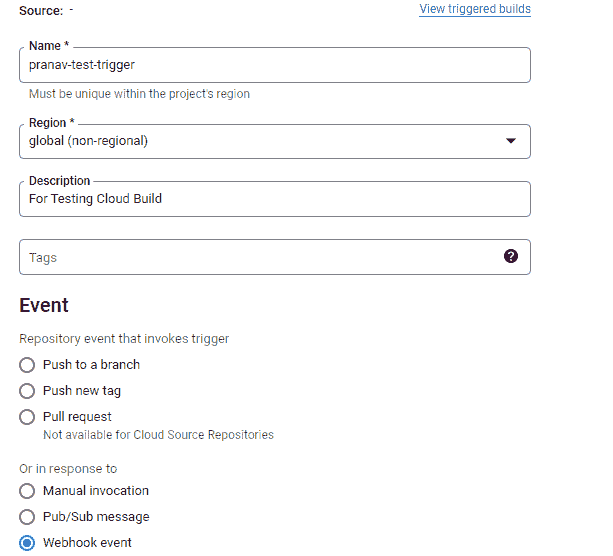 Source: -
View triggered builds
Name *
pranav-test-trigger
Must be unique within the project's region
Region *
global (non-regional)
Description
For Testing Cloud Build
Tags
?
Event
Repository event that invokes trigger
Push to a branch
Push new tag
Pull request
Not available for Cloud Source Repositories
Or in response to
Manual invocation
Pub/Sub message
Webhook event